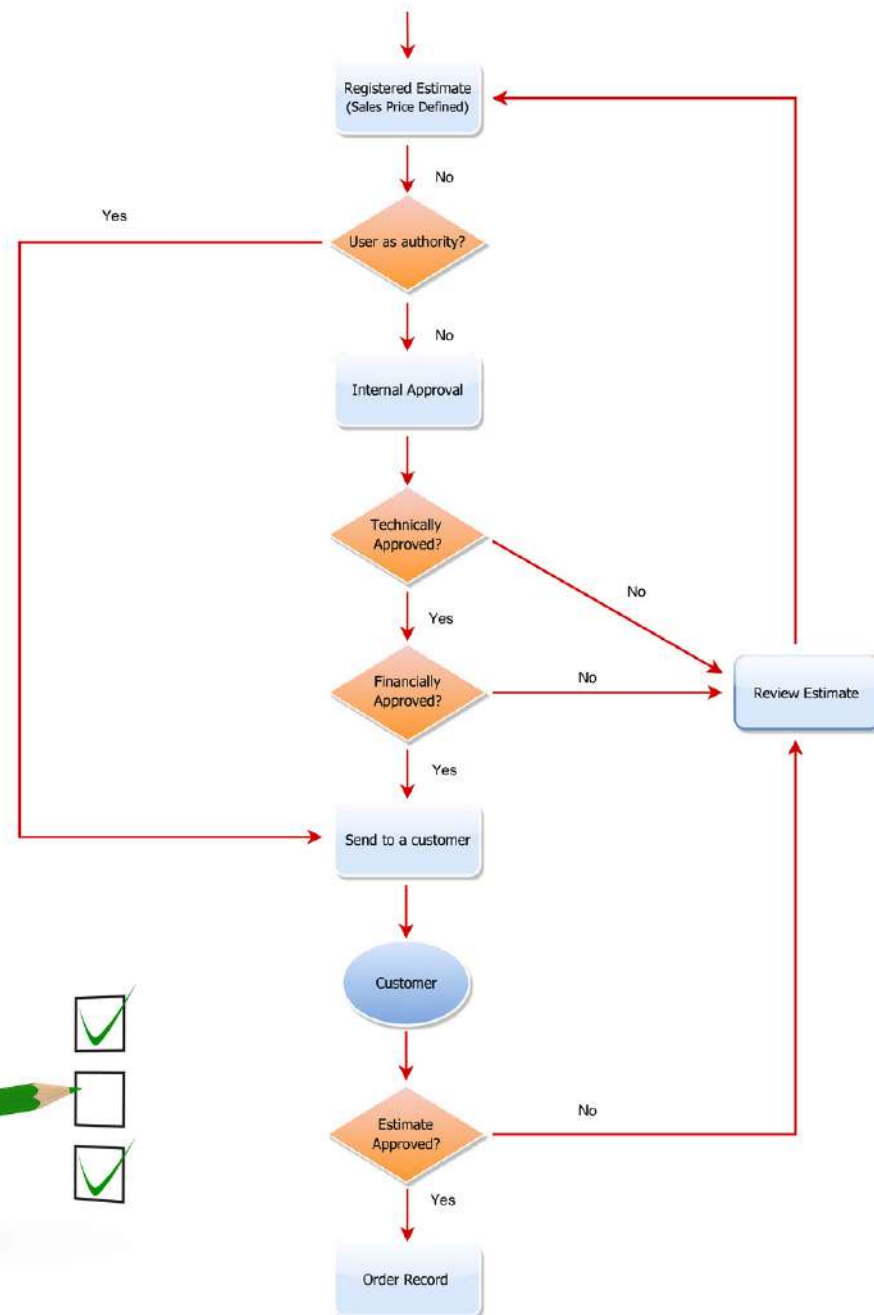 Registered Estimate
(Sales Price Defined)
No
Yes
User as authority?
No
Internal Approval
Technically
Approved?
No
Yes
Financially
Approved?
No
Review Estimate
Yes
Send to a customer
Customer
Estimate
Approved?
No
Yes
Order Record